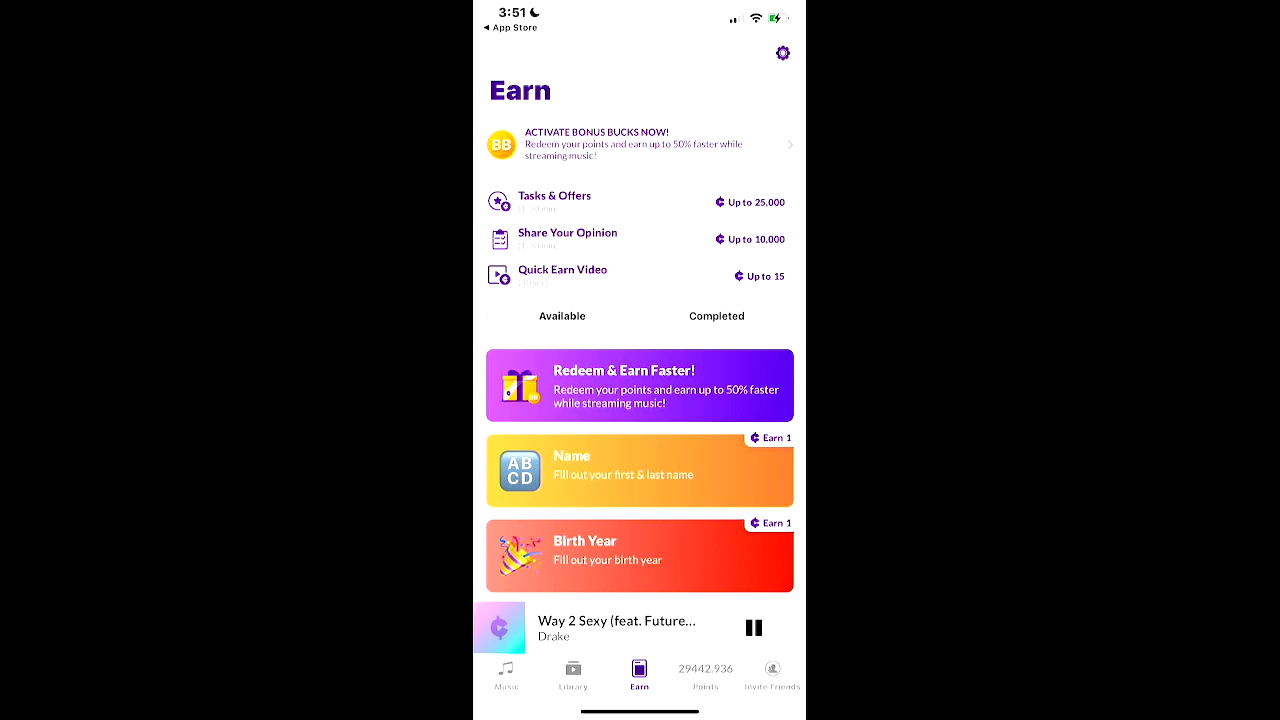 3:51
◄ App Store
Earn
BB
ACTIVATE BONUS BUCKS NOW!
Redeem your points and earn up to 50% faster while
streaming music!
Tasks & Offers
Up to 25,000
Share Your Opinion
Up to 10,000
Quick Earn Video
Up to 15
Available
Completed
Redeem & Earn Faster!
Redeem your points and earn up to 50% faster
while streaming music!
BB
Earn 1
AB
CD
Name
Fill out your first & last name
Earn 1
Birth Year
Fill out your birth year
Way 2 Sexy (feat. Future...
Drake
29442.936
Music
Library
Earn
Points
Invite Friends